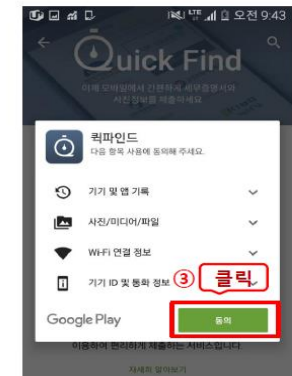 LTE 오전 9:43
Quick Find
이제 모바일에서 간편하게 세무증명서와
사진정보를 제출하세요
퀵파인드
다음 항목 사용에 동의해 주세요.
기기 및 앱 기록
사진/미디어/파일
Wi-Fi 연결 정보
기기 ID 및 통화 정보
③ 클릭
Google Play
동의
이용하여 편리하게 제출하는 서비스입니다.
자세히 알아보기